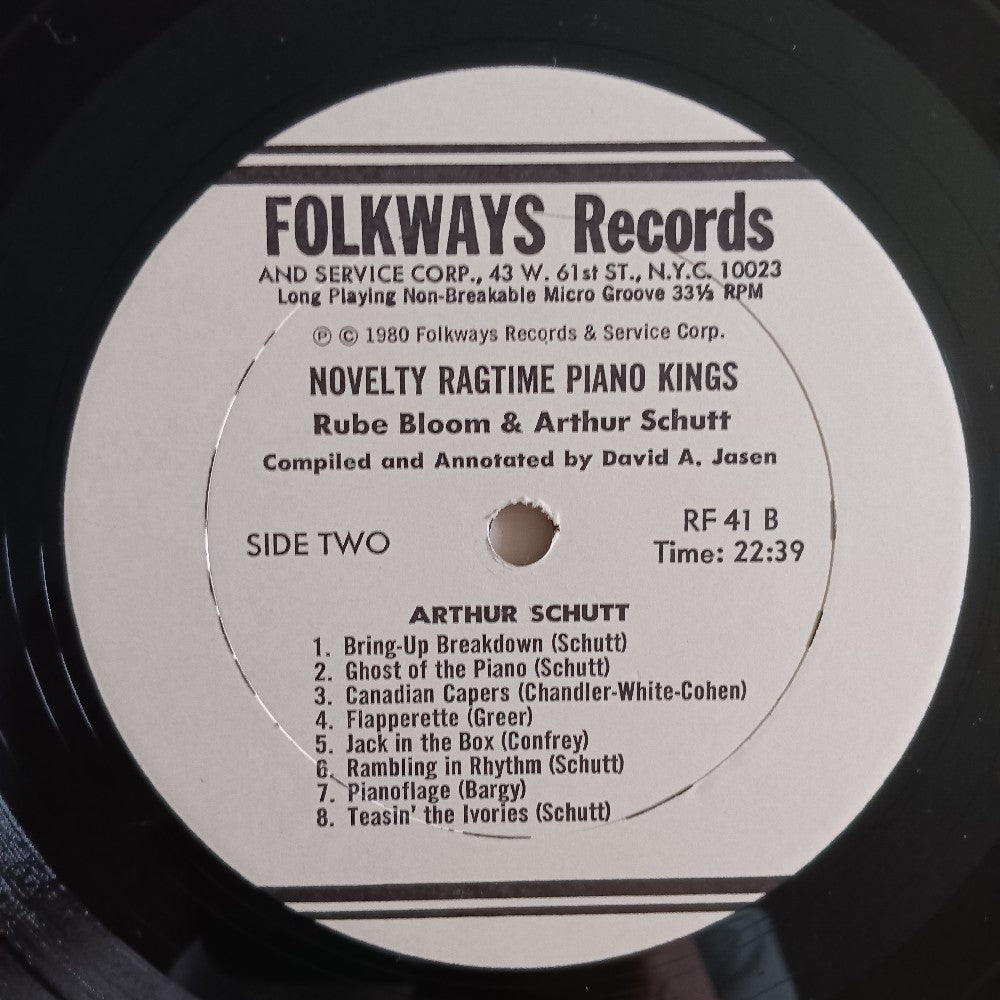 FOLKWAYS Records
AND SERVICE CORP., 43 W. 61st ST., N.Y.C. 10023
Long Playing Non-Breakable Micro Groove 33⅓ RPM
℗ © 1980 Folkways Records & Service Corp.
NOVELTY RAGTIME PIANO KINGS
Rube Bloom & Arthur Schutt
Compiled and Annotated by David A. Jasen
SIDE TWO
RF 41 B
Time: 22:39
ARTHUR SCHUTT
1. Bring-Up Breakdown (Schutt)
2. Ghost of the Piano (Schutt)
3. Canadian Capers (Chandler-White-Cohen)
4. Flapperette (Greer)
5. Jack in the Box (Confrey)
6. Rambling in Rhythm (Schutt)
7. Pianoflage (Bargy)
8. Teasin' the Ivories (Schutt)